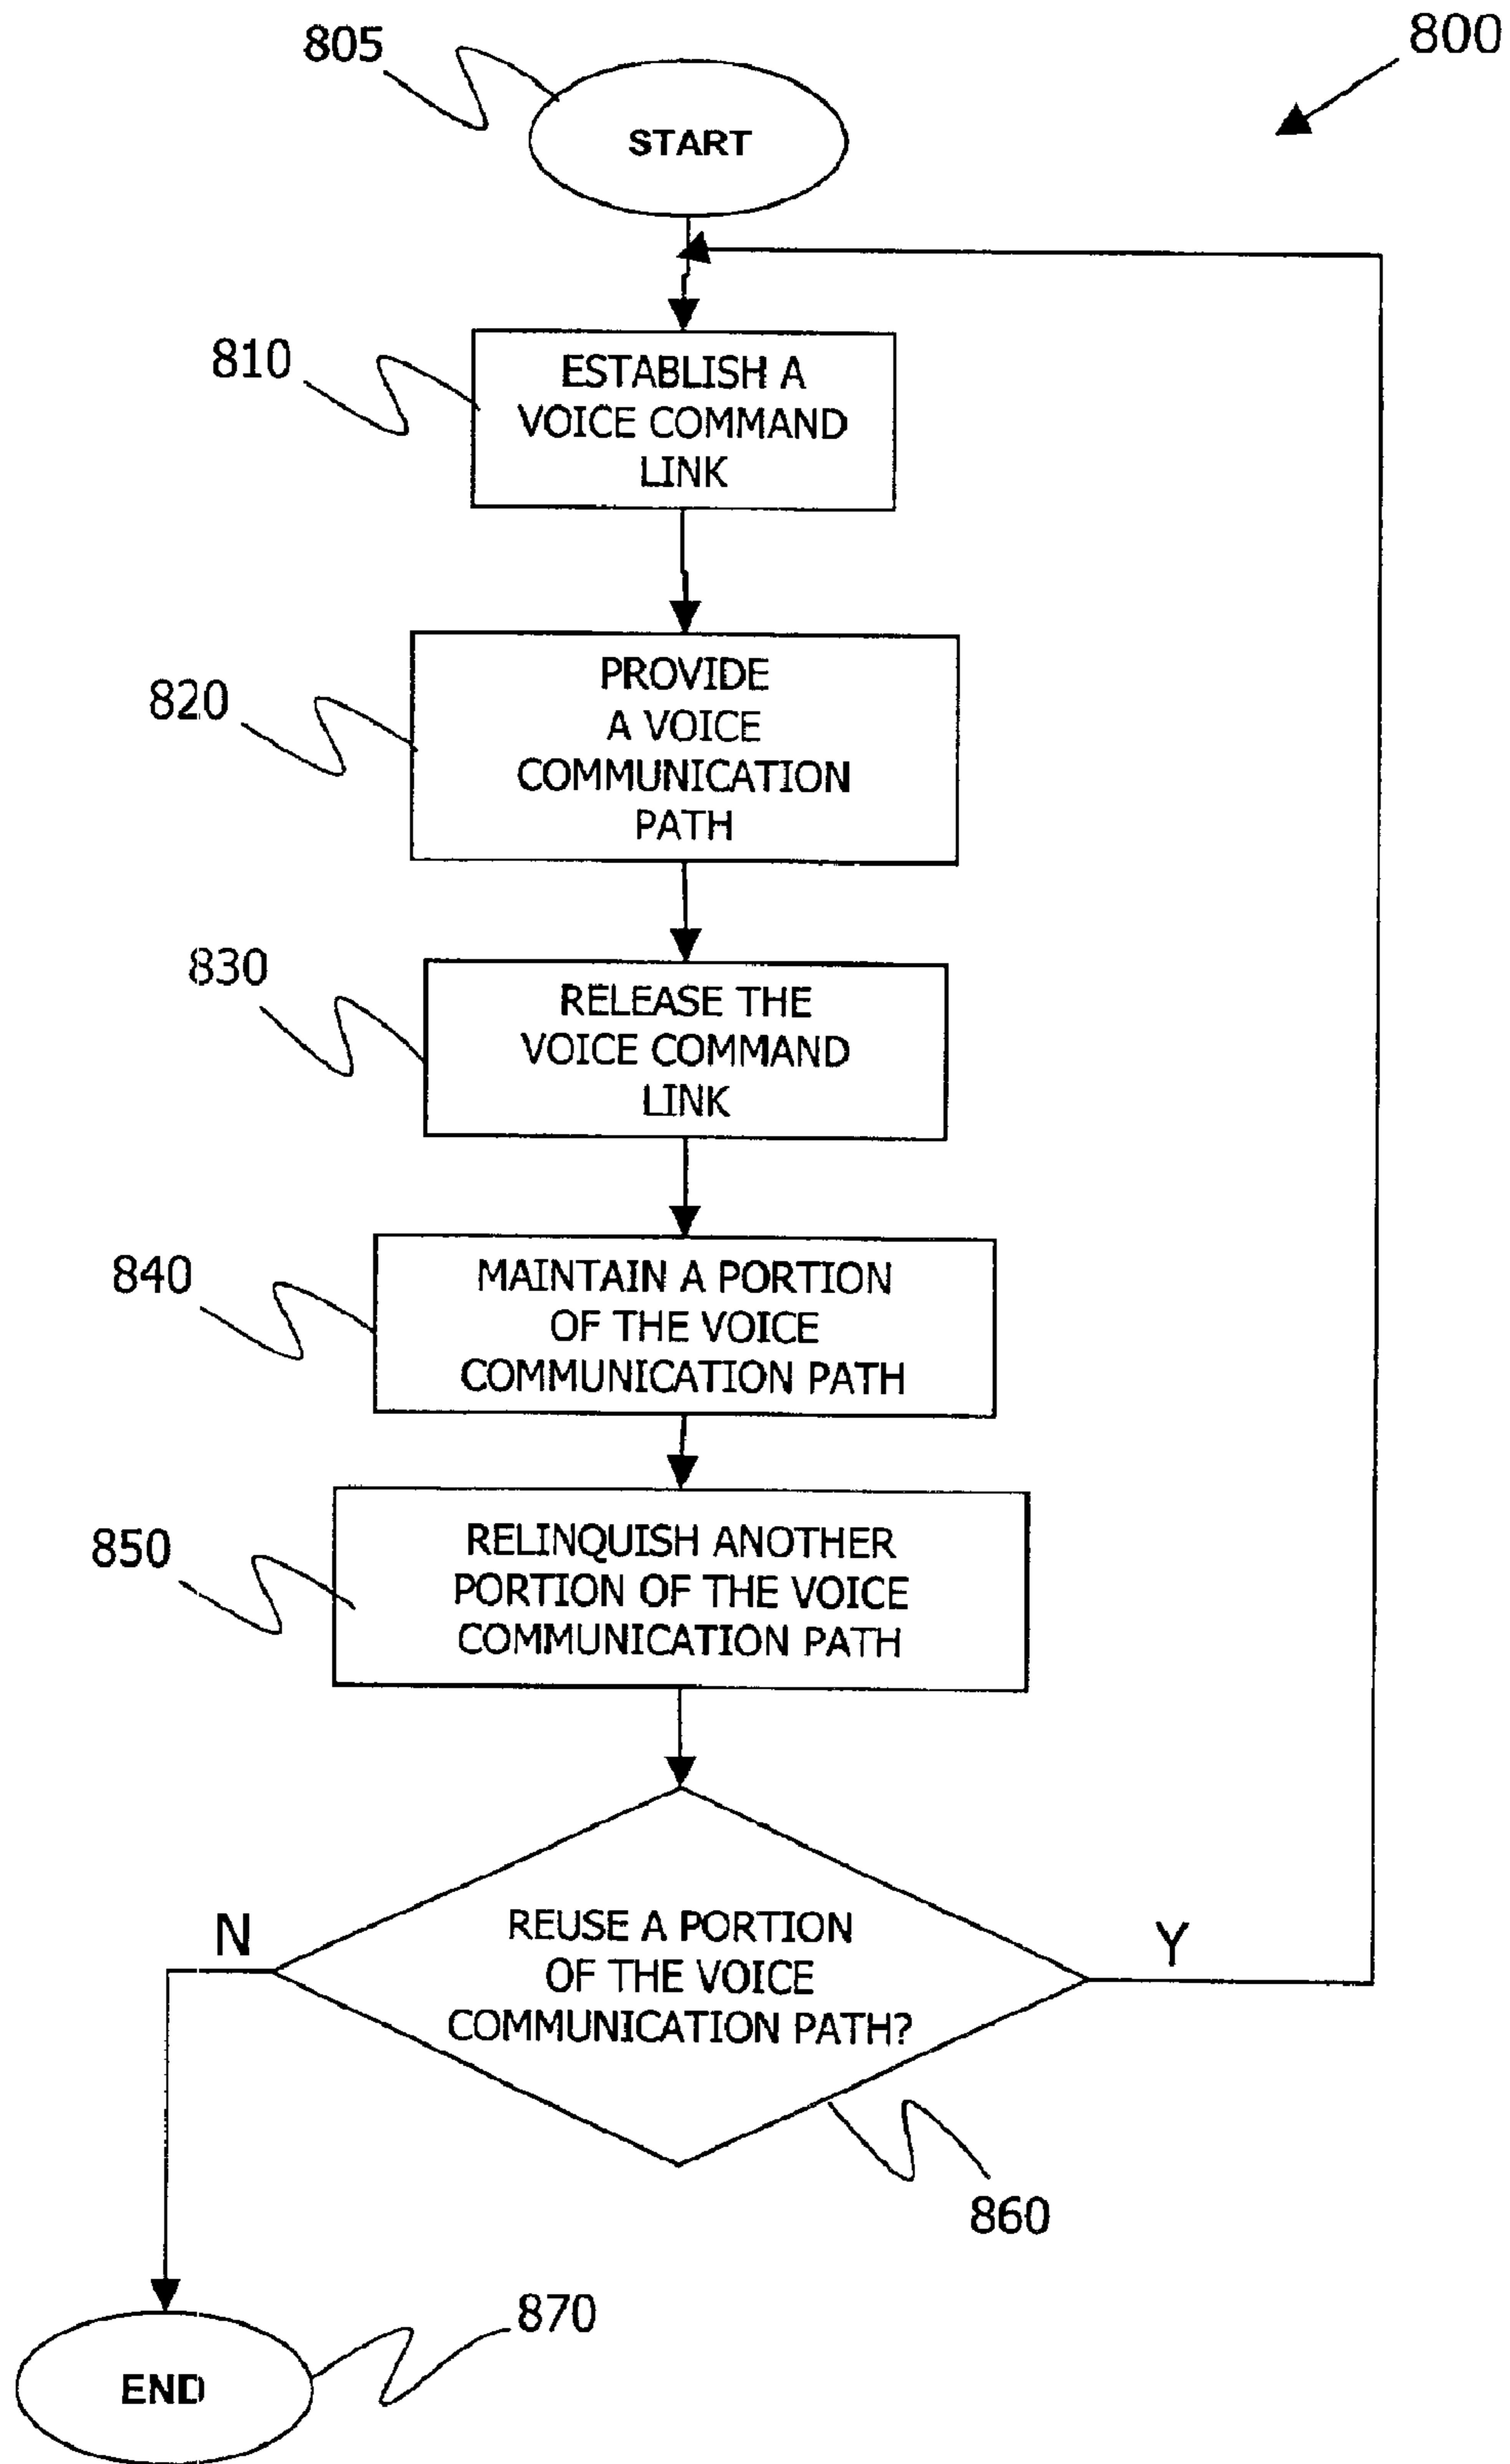 800
805
START
810
ESTABLISH A
VOICE COMMAND
LINK
820
PROVIDE
A VOICE
COMMUNICATION
PATH
830
RELEASE THE
VOICE COMMAND
LINK
840
MAINTAIN A PORTION
OF THE VOICE
COMMUNICATION PATH
850
RELINQUISH ANOTHER
PORTION OF THE VOICE
COMMUNICATION PATH
N
REUSE A PORTION
OF THE VOICE
COMMUNICATION PATH?
Y
860
870
END